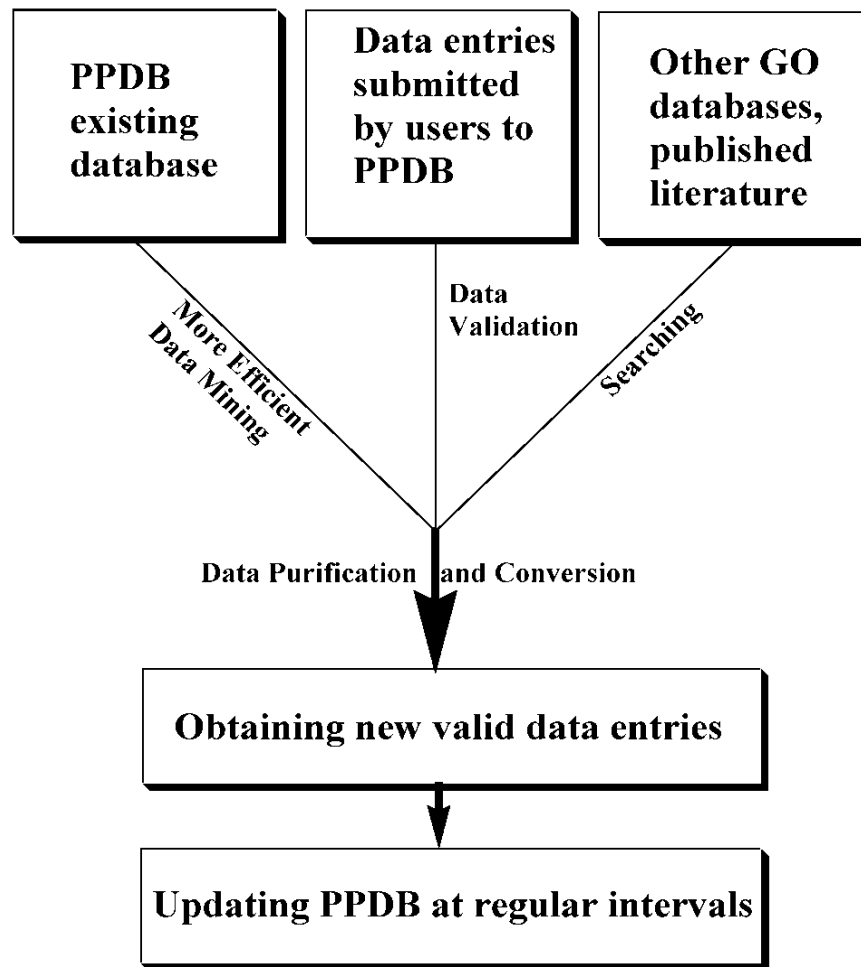 PPDB
existing
database
Data entries
submitted
by users to
PPDB
Other GO
databases,
published
literature
More Efficient
Data Mining
Data
Validation
Searching
Data Purification and Conversion
Obtaining new valid data entries
Updating PPDB at regular intervals